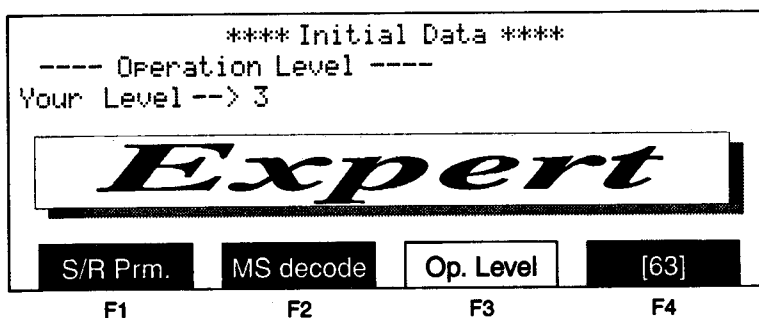 **** Initial Data ****
---- Operation Level ----
Your Level --> 3
Expert
S/R Prm. MS decode Op. Level [63]
F1 F2 F3 F4